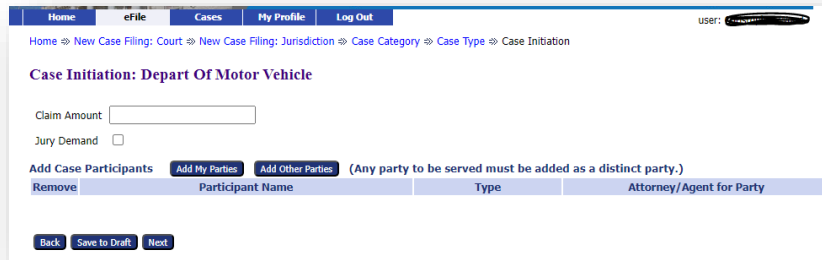 Home eFile Cases My Profile Log Out
user:
Home ⇒ New Case Filing: Court ⇒ New Case Filing: Jurisdiction ⇒ Case Category ⇒ Case Type ⇒ Case Initiation
Case Initiation: Depart Of Motor Vehicle
Claim Amount
Jury Demand
Add Case Participants Add My Parties Add Other Parties (Any party to be served must be added as a distinct party.)
Remove Participant Name Type Attorney/Agent for Party
Back Save to Draft Next